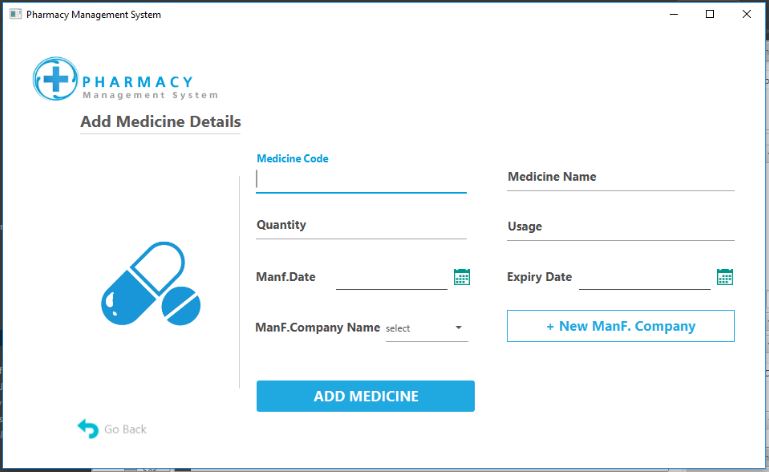 Pharmacy Management System
PHARMACY
Management System
Add Medicine Details
Medicine Code
Medicine Name
Quantity
Usage
Manf.Date
Expiry Date
ManF.Company Name select
+ New ManF. Company
ADD MEDICINE
Go Back